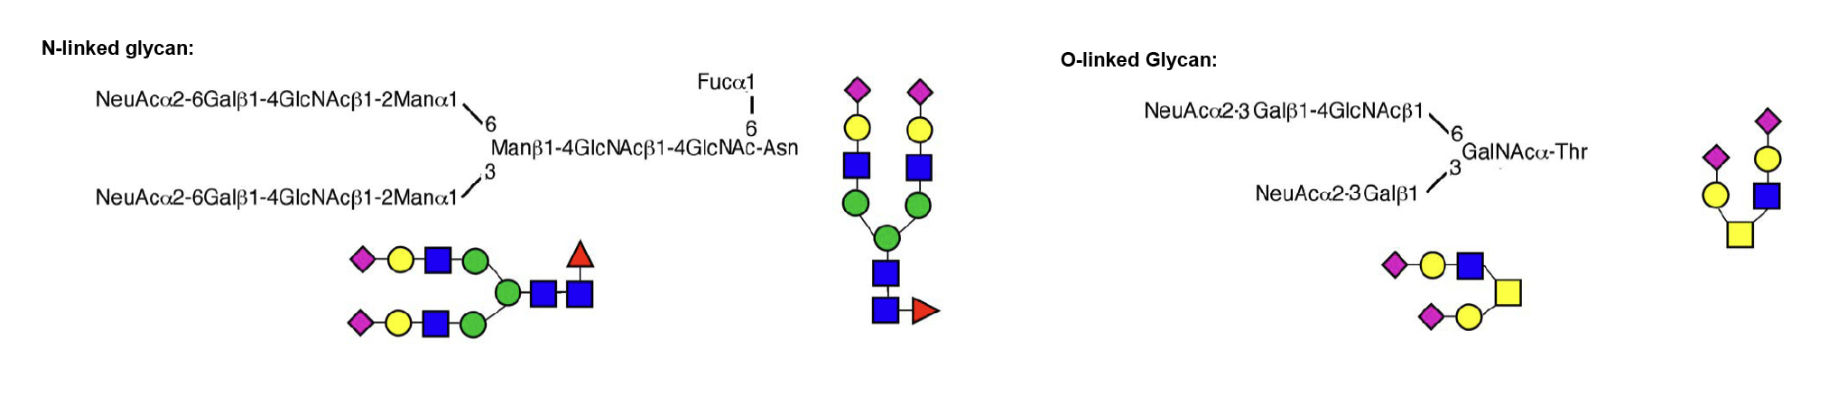 N-linked glycan:
Fucα1
NeuAcα2-6Galβ1-4GlcNAcβ1-2Manα1
6
6
Manβ1-4GlcNAcβ1-4GlcNAc-Asn
3
NeuAcα2-6Galβ1-4GlcNAcβ1-2Manα1
O-linked Glycan:
NeuAcα2-3Galβ1-4GlcNAcβ1
6
GalNAcα-Thr
3
NeuAcα2-3Galβ1